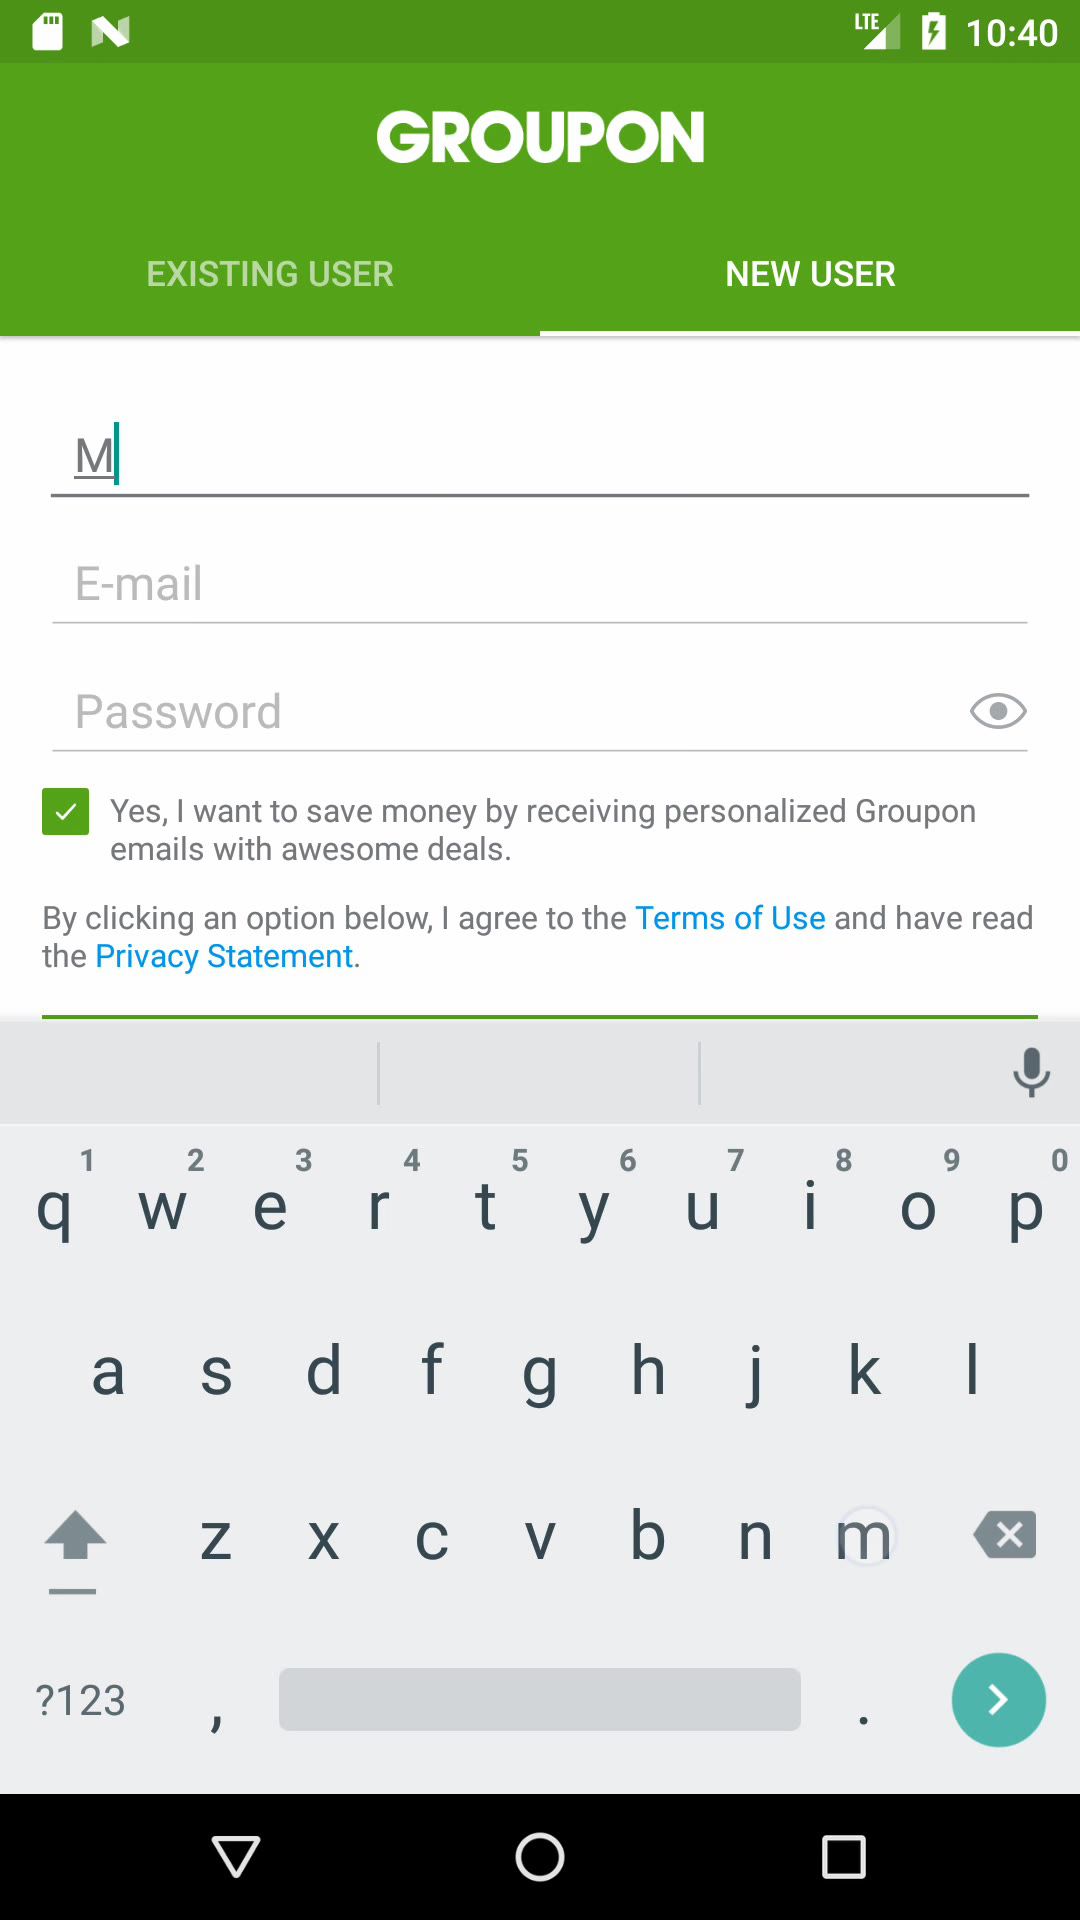 LTE 10:40
GROUPON
EXISTING USER NEW USER
M
E-mail
Password
Yes, I want to save money by receiving personalized Groupon
emails with awesome deals.
By clicking an option below, I agree to the Terms of Use and have read
the Privacy Statement.
1 2 3 4 5 6 7 8 9 0
q w e r t y u i o p
a s d f g h j k l
z x c v b n m
?123 , .